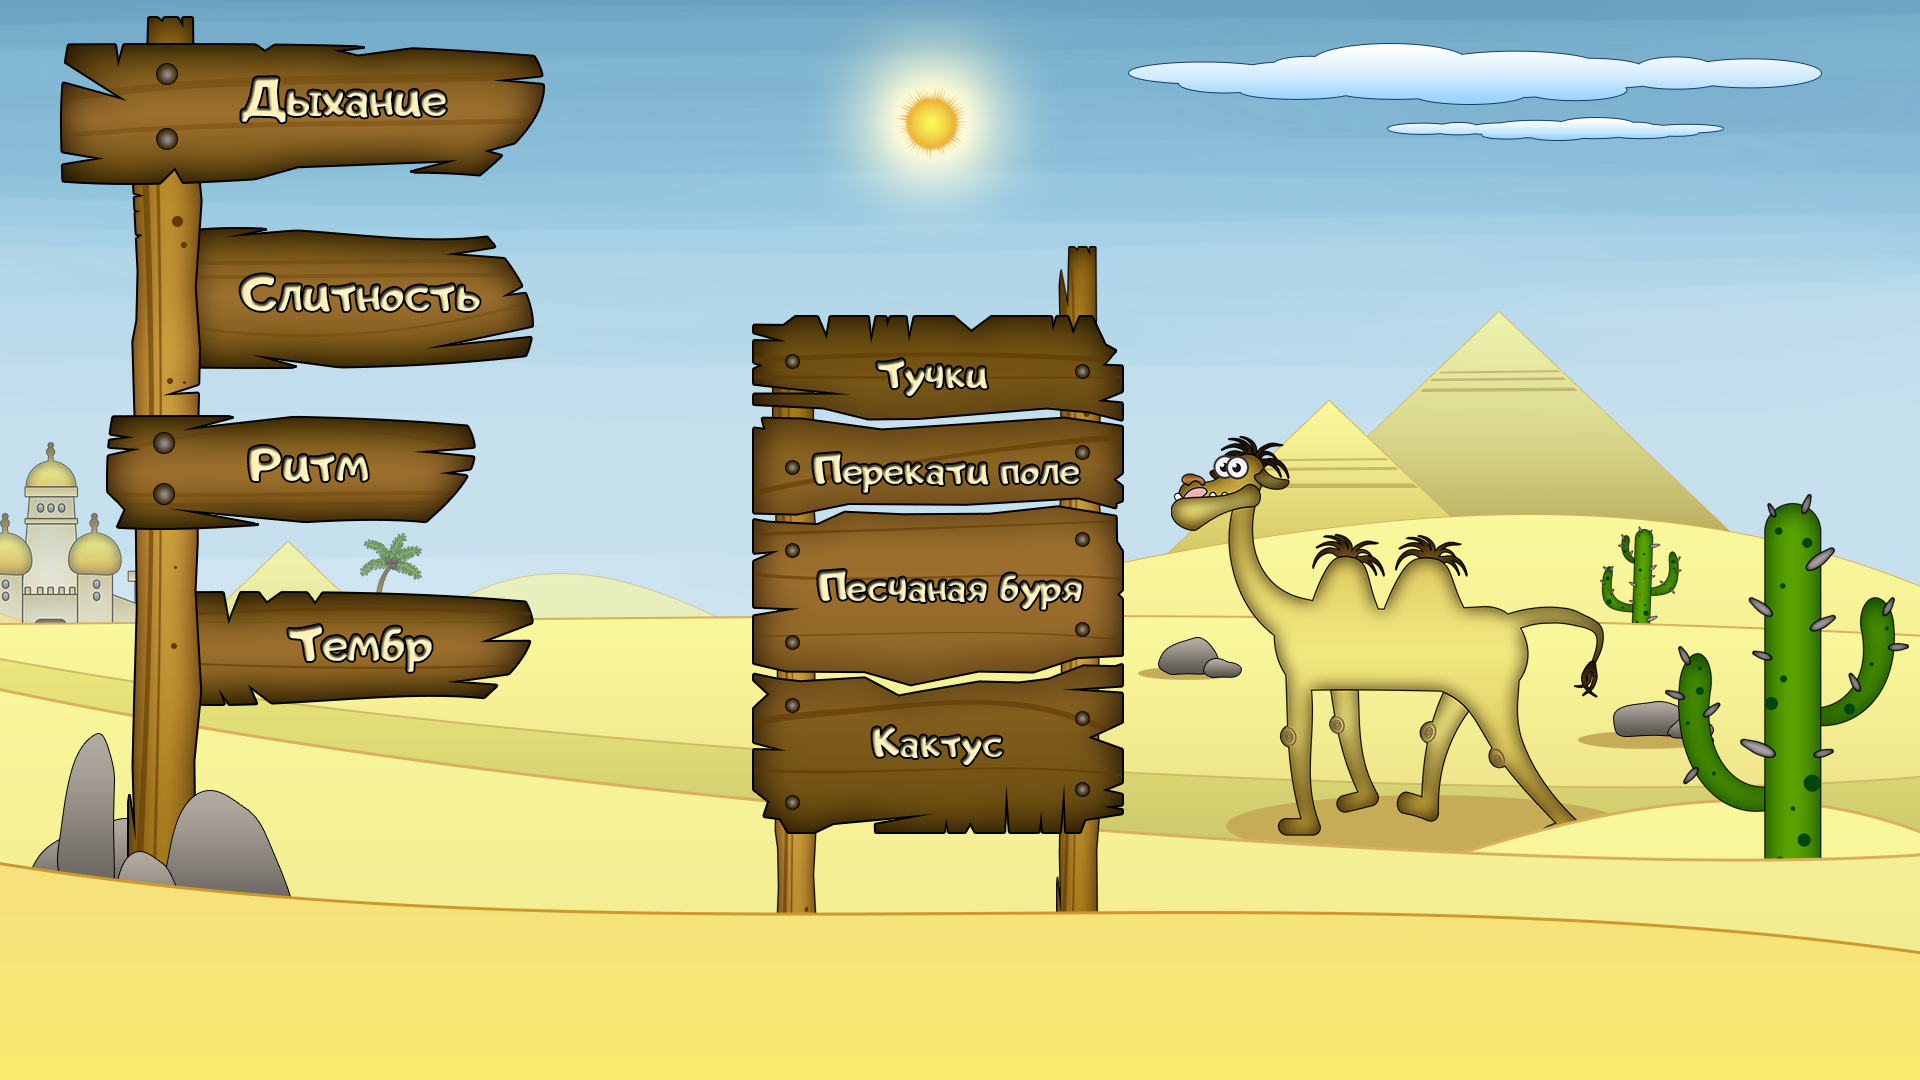 Дыхание
Слитность
Ритм
Тембр
Тучки
Перекати поле
Песчаная буря
Кактус